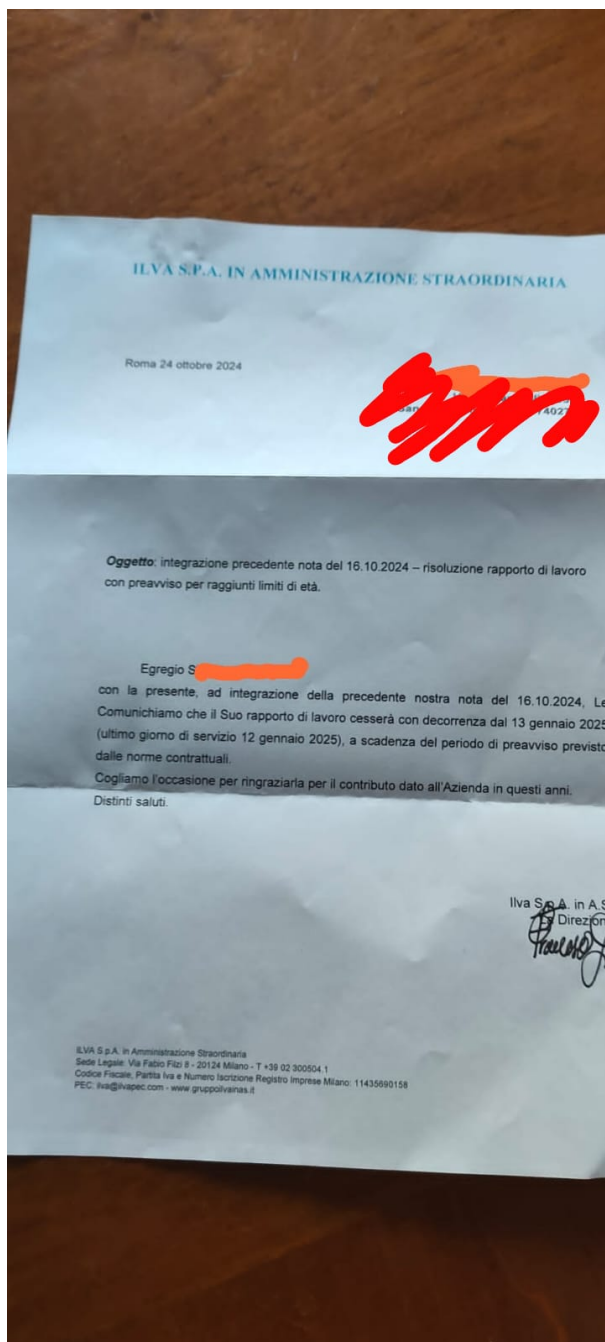 ILVA S.P.A. IN AMMINISTRAZIONE STRAORDINARIA
Roma 24 ottobre 2024
Oggetto: integrazione precedente nota del 16.10.2024 – risoluzione rapporto di lavoro
con preavviso per raggiunti limiti di età.
Egregio S
con la presente, ad integrazione della precedente nostra nota del 16.10.2024, Le
Comunichiamo che il Suo rapporto di lavoro cesserà con decorrenza dal 13 gennaio 2025
(ultimo giorno di servizio 12 gennaio 2025), a scadenza del periodo di preavviso previsto
dalle norme contrattuali.
Cogliamo l'occasione per ringraziarla per il contributo dato all'Azienda in questi anni.
Distinti saluti.
Ilva S.p.A. in A.S
La Direzion
ILVA S.p.A. in Amministrazione Straordinaria
Sede Legale: Via Fabio Filzi 8 - 20124 Milano - T +39 02 300504.1
Codice Fiscale, Partita Iva e Numero Iscrizione Registro Imprese Milano: 11435690158
PEC: ilva@ilvapec.com - www.gruppoilvainas.it